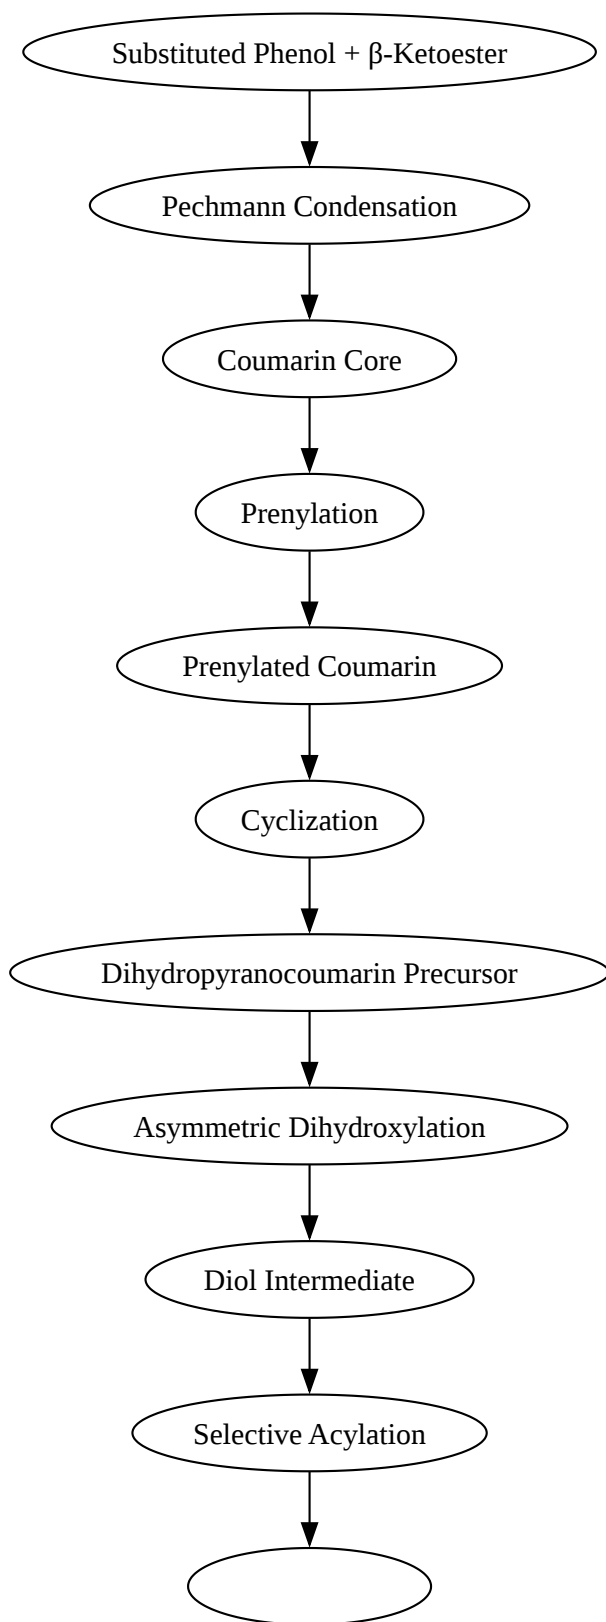 Substituted Phenol + β-Ketoester
Pechmann Condensation
Coumarin Core
Prenylation
Prenylated Coumarin
Cyclization
Dihydropyranocoumarin Precursor
Asymmetric Dihydroxylation
Diol Intermediate
Selective Acylation